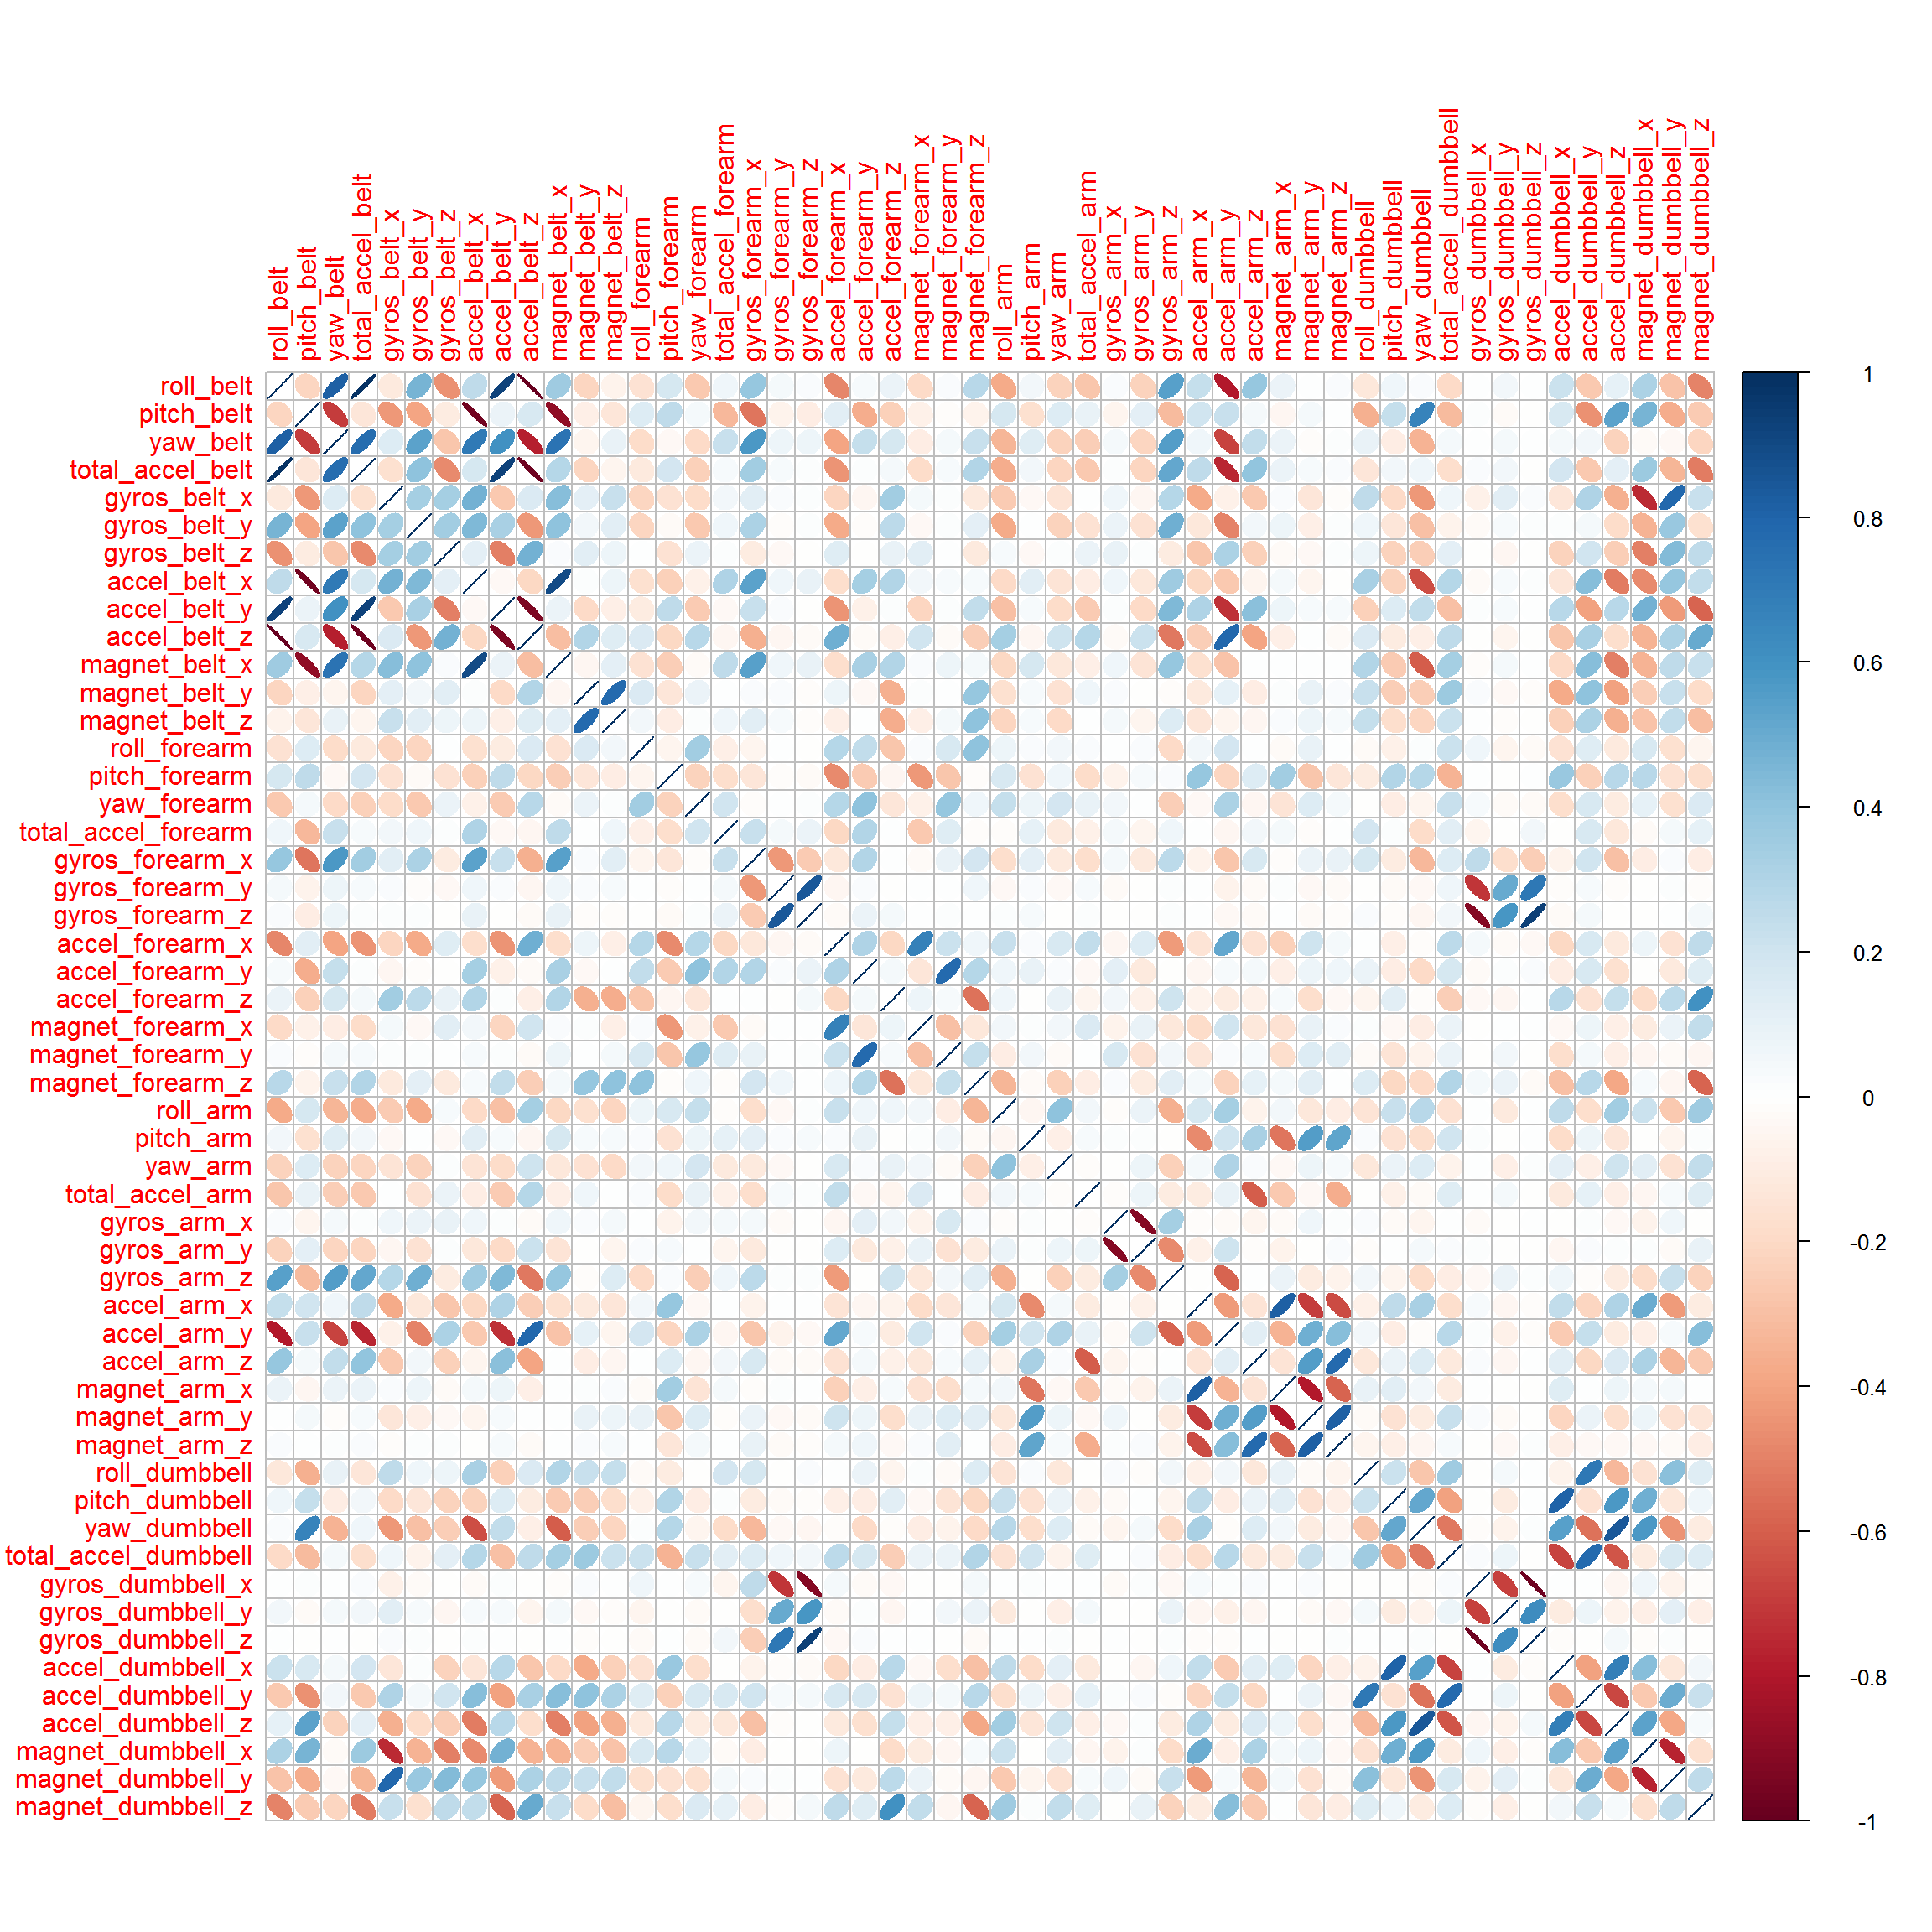 roll_belt
pitch_belt
yaw_belt
total_accel_belt
gyros_belt_x
gyros_belt_y
gyros_belt_z
accel_belt_x
accel_belt_y
accel_belt_z
magnet_belt_x
magnet_belt_y
magnet_belt_z
roll_forearm
pitch_forearm
yaw_forearm
total_accel_forearm
gyros_forearm_x
gyros_forearm_y
gyros_forearm_z
accel_forearm_x
accel_forearm_y
accel_forearm_z
magnet_forearm_x
magnet_forearm_y
magnet_forearm_z
roll_arm
pitch_arm
yaw_arm
total_accel_arm
gyros_arm_x
gyros_arm_y
gyros_arm_z
accel_arm_x
accel_arm_y
accel_arm_z
magnet_arm_x
magnet_arm_y
magnet_arm_z
roll_dumbbell
pitch_dumbbell
yaw_dumbbell
total_accel_dumbbell
gyros_dumbbell_x
gyros_dumbbell_y
gyros_dumbbell_z
accel_dumbbell_x
accel_dumbbell_y
accel_dumbbell_z
magnet_dumbbell_x
magnet_dumbbell_y
magnet_dumbbell_z
roll_belt
pitch_belt
yaw_belt
total_accel_belt
gyros_belt_x
gyros_belt_y
gyros_belt_z
accel_belt_x
accel_belt_y
accel_belt_z
magnet_belt_x
magnet_belt_y
magnet_belt_z
roll_forearm
pitch_forearm
yaw_forearm
total_accel_forearm
gyros_forearm_x
gyros_forearm_y
gyros_forearm_z
accel_forearm_x
accel_forearm_y
accel_forearm_z
magnet_forearm_x
magnet_forearm_y
magnet_forearm_z
roll_arm
pitch_arm
yaw_arm
total_accel_arm
gyros_arm_x
gyros_arm_y
gyros_arm_z
accel_arm_x
accel_arm_y
accel_arm_z
magnet_arm_x
magnet_arm_y
magnet_arm_z
roll_dumbbell
pitch_dumbbell
yaw_dumbbell
total_accel_dumbbell
gyros_dumbbell_x
gyros_dumbbell_y
gyros_dumbbell_z
accel_dumbbell_x
accel_dumbbell_y
accel_dumbbell_z
magnet_dumbbell_x
magnet_dumbbell_y
magnet_dumbbell_z
1
0.8
0.6
0.4
0.2
0
-0.2
-0.4
-0.6
-0.8
-1